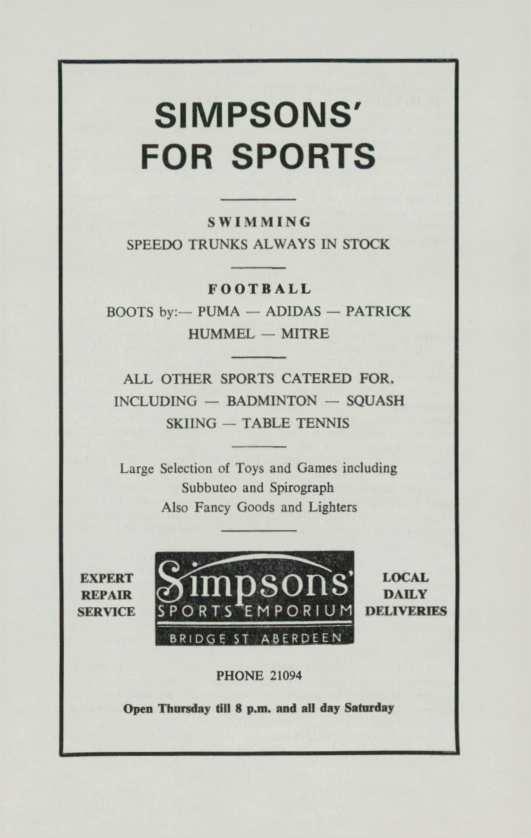 SIMPSONS'
FOR SPORTS
SWIMMING
SPEEDO TRUNKS ALWAYS IN STOCK
FOOTBALL
BOOTS by:— PUMA — ADIDAS — PATRICK
HUMMEL — MITRE
ALL OTHER SPORTS CATERED FOR,
INCLUDING — BADMINTON — SQUASH
SKIING — TABLE TENNIS
Large Selection of Toys and Games including
Subbuteo and Spirograph
Also Fancy Goods and Lighters
EXPERT
REPAIR
SERVICE
Simpsons'
SPORTS EMPORIUM
BRIDGE ST ABERDEEN
LOCAL
DAILY
DELIVERIES
PHONE 21094
Open Thursday till 8 p.m. and all day Saturday